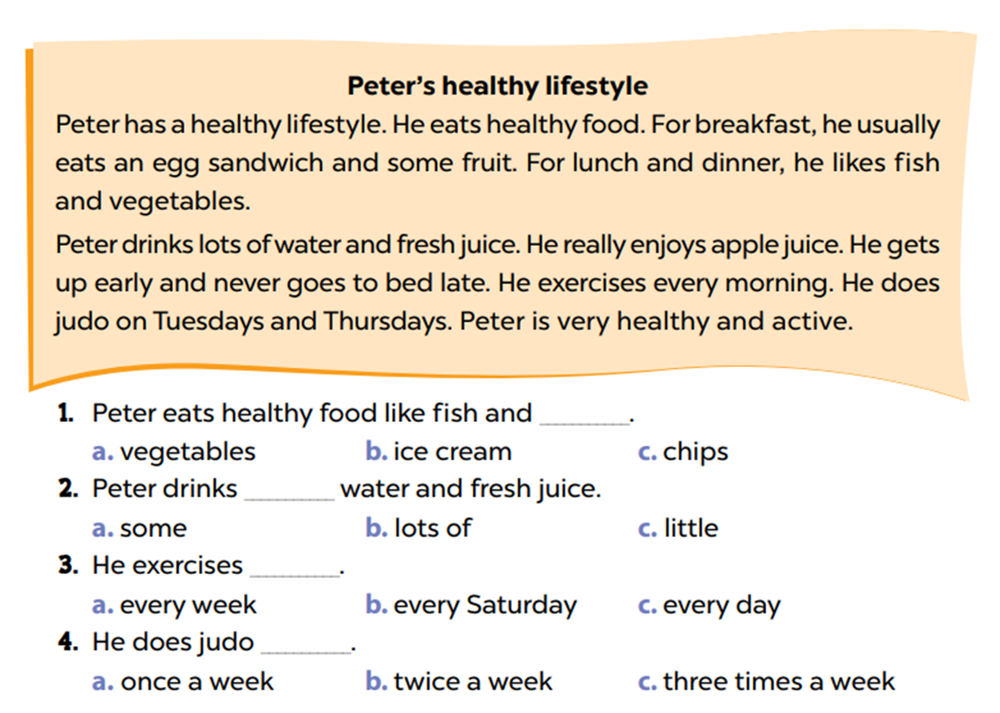 Peter's healthy lifestyle
Peter has a healthy lifestyle. He eats healthy food. For breakfast, he usually
eats an egg sandwich and some fruit. For lunch and dinner, he likes fish
and vegetables.
Peter drinks lots of water and fresh juice. He really enjoys apple juice. He gets
up early and never goes to bed late. He exercises every morning. He does
judo on Tuesdays and Thursdays. Peter is very healthy and active.
1. Peter eats healthy food like fish and ________.
a. vegetables b. ice cream c. chips
2. Peter drinks ________ water and fresh juice.
a. some b. lots of c. little
3. He exercises ________.
a. every week b. every Saturday c. every day
4. He does judo ________.
a. once a week b. twice a week c. three times a week